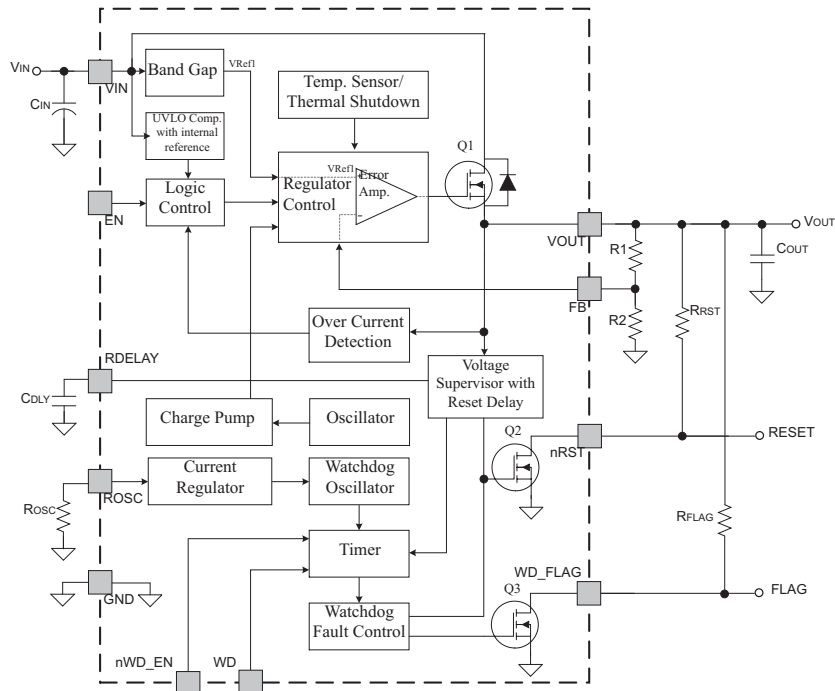 VIN
CIN
VIN
Band Gap
VRef1
UVLO Comp.
with internal
reference
Temp. Sensor/
Thermal Shutdown
Q1
EN
Logic
Control
Regulator
Control
VRef1
Error
Amp.
+
−
VOUT
VOUT
COUT
R1
FB
R2
RRST
RDELAY
CDLY
Over Current
Detection
Voltage
Supervisor with
Reset Delay
Charge Pump
Oscillator
Q2
nRST
RESET
ROSC
ROSC
Current
Regulator
Watchdog
Oscillator
RFLAG
Timer
GND
WD_FLAG
FLAG
Q3
Watchdog
Fault Control
nWD_EN
WD